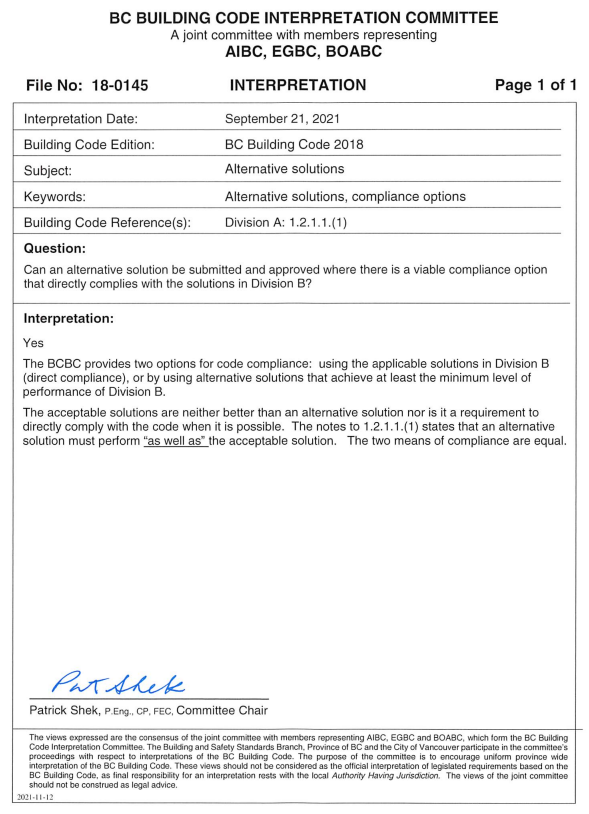 BC BUILDING CODE INTERPRETATION COMMITTEE
A joint committee with members representing
AIBC, EGBC, BOABC
File No: 18-0145 INTERPRETATION Page 1 of 1
Interpretation Date: September 21, 2021
Building Code Edition: BC Building Code 2018
Subject: Alternative solutions
Keywords: Alternative solutions, compliance options
Building Code Reference(s): Division A: 1.2.1.1.(1)
Question:
Can an alternative solution be submitted and approved where there is a viable compliance option
that directly complies with the solutions in Division B?
Interpretation:
Yes
The BCBC provides two options for code compliance: using the applicable solutions in Division B
(direct compliance), or by using alternative solutions that achieve at least the minimum level of
performance of Division B.
The acceptable solutions are neither better than an alternative solution nor is it a requirement to
directly comply with the code when it is possible. The notes to 1.2.1.1.(1) states that an alternative
solution must perform "as well as" the acceptable solution. The two means of compliance are equal.
Pat Shek
Patrick Shek, P.Eng., CP, FEC, Committee Chair
The views expressed are the consensus of the joint committee with members representing AIBC, EGBC and BOABC, which form the BC Building
Code Interpretation Committee. The Building and Safety Standards Branch, Province of BC and the City of Vancouver participate in the committee's
proceedings with respect to interpretations of the BC Building Code. The purpose of the committee is to encourage uniform province wide
interpretation of the BC Building Code. These views should not be considered as the official interpretation of legislated requirements based on the
BC Building Code, as final responsibility for an interpretation rests with the local Authority Having Jurisdiction. The views of the joint committee
should not be construed as legal advice.
2021-11-12